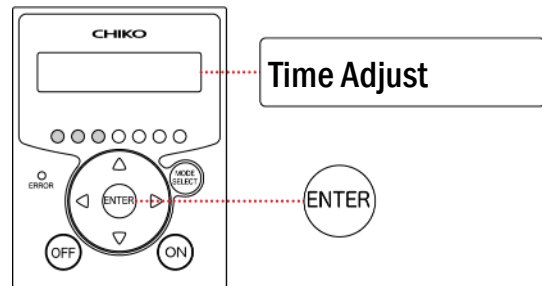 CHIKO
Time Adjust
ERROR
MODE
SELECT
ENTER
ENTER
OFF
ON